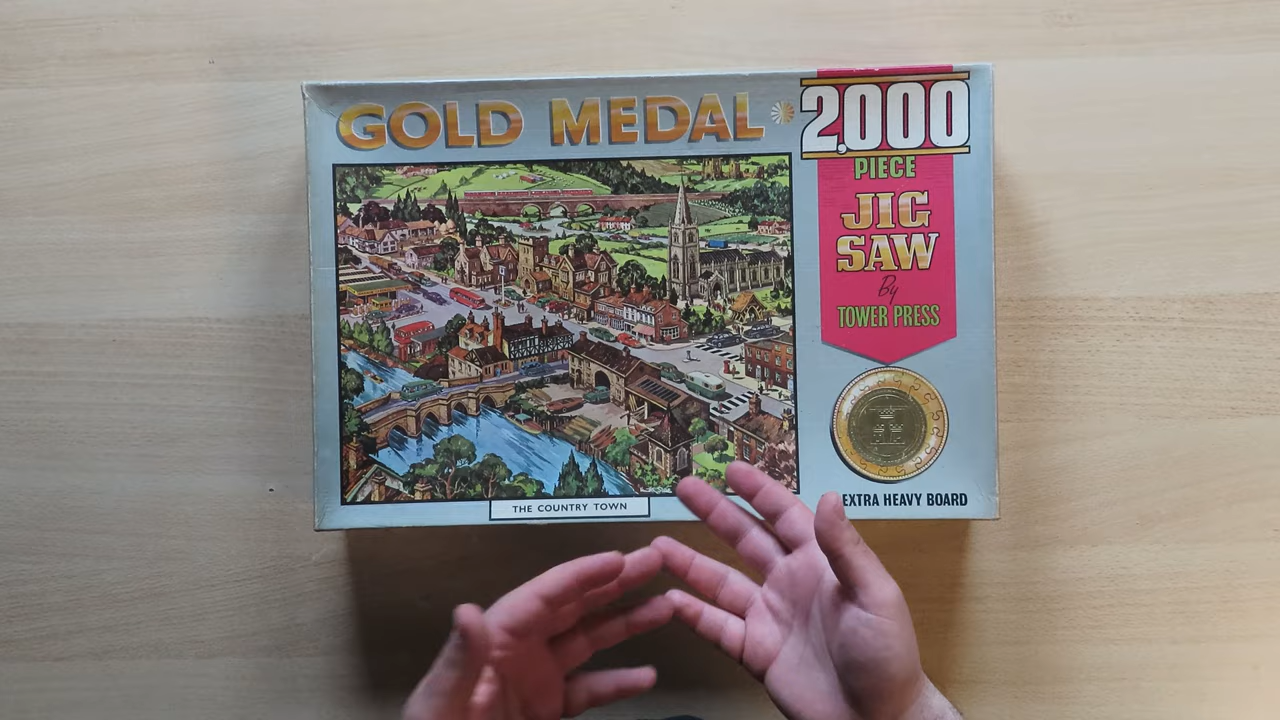 GOLD MEDAL
2,000
PIECE
JIG
SAW
By
TOWER PRESS
THE COUNTRY TOWN
EXTRA HEAVY BOARD